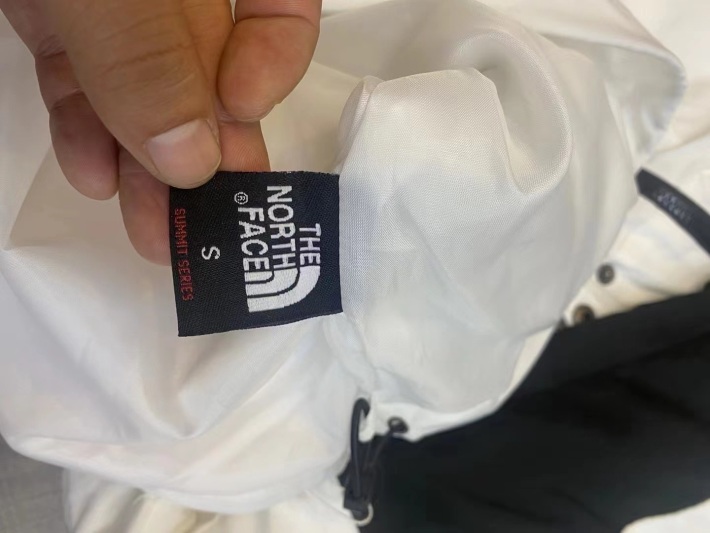 THE
NORTH
FACE®
S
SUMMIT SERIES